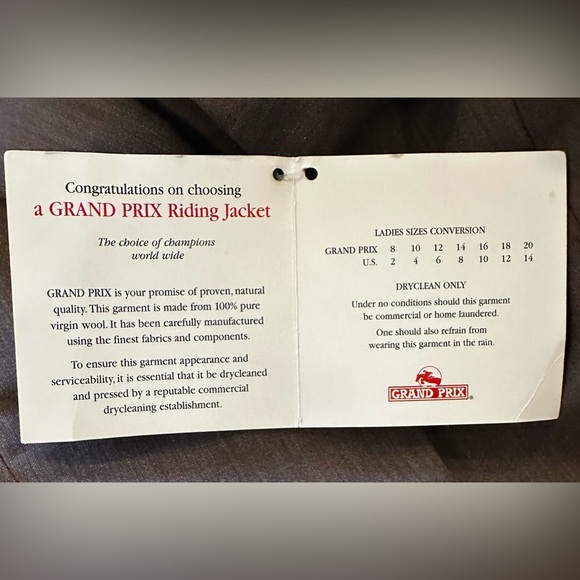 Congratulations on choosing
a GRAND PRIX Riding Jacket
The choice of champions
world wide
GRAND PRIX is your promise of proven, natural
quality. This garment is made from 100% pure
virgin wool. It has been carefully manufactured
using the finest fabrics and components.
To ensure this garment appearance and
serviceability, it is essential that it be drycleaned
and pressed by a reputable commercial
drycleaning establishment.
LADIES SIZES CONVERSION
GRAND PRIX 8 10 12 14 16 18 20
U.S. 2 4 6 8 10 12 14
DRYCLEAN ONLY
Under no conditions should this garment
be commercial or home laundered.
One should also refrain from
wearing this garment in the rain.
GRAND PRIX®